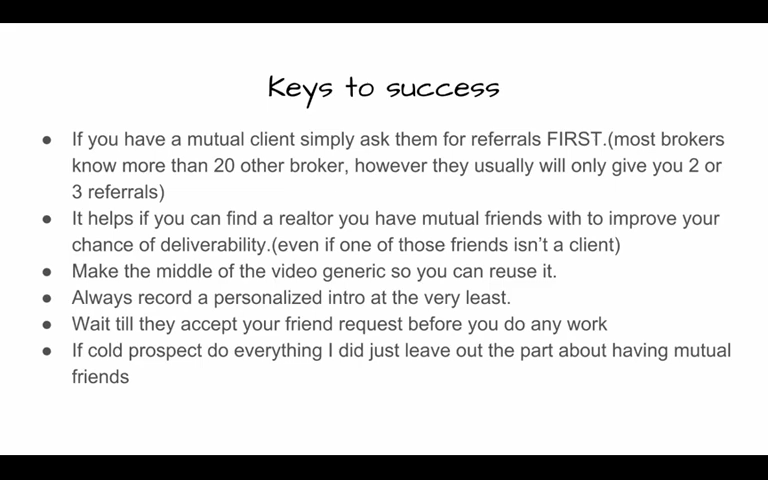 Keys to success
● If you have a mutual client simply ask them for referrals FIRST.(most brokers
know more than 20 other broker, however they usually will only give you 2 or
3 referrals)
● It helps if you can find a realtor you have mutual friends with to improve your
chance of deliverability.(even if one of those friends isn't a client)
● Make the middle of the video generic so you can reuse it.
● Always record a personalized intro at the very least.
● Wait till they accept your friend request before you do any work
● If cold prospect do everything I did just leave out the part about having mutual
friends